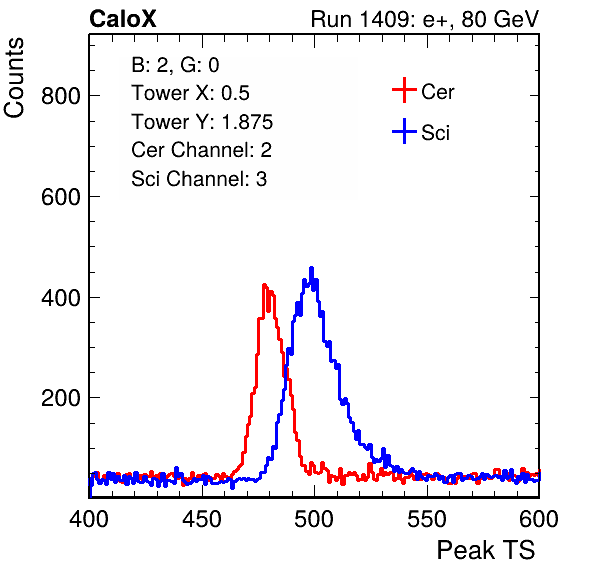 CaloX Run 1409: e+, 80 GeV
Counts
B: 2, G: 0
Tower X: 0.5
Tower Y: 1.875
Cer Channel: 2
Sci Channel: 3
Cer
Sci
800
600
400
200
400 450 500 550 600
Peak TS